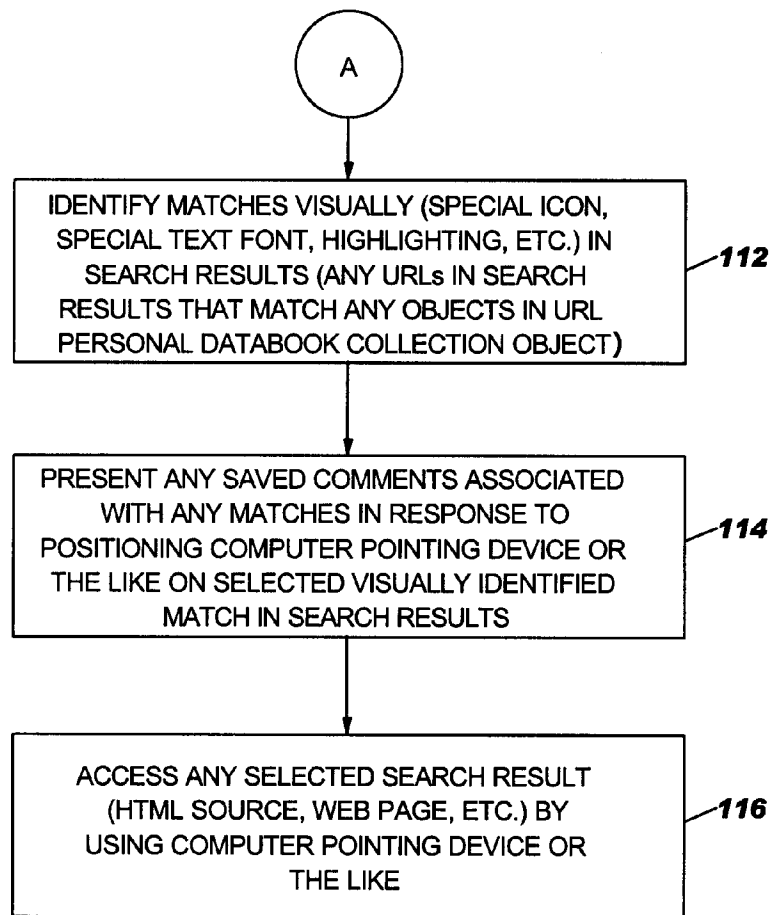 A
IDENTIFY MATCHES VISUALLY (SPECIAL ICON,
SPECIAL TEXT FONT, HIGHLIGHTING, ETC.) IN
SEARCH RESULTS (ANY URLs IN SEARCH
RESULTS THAT MATCH ANY OBJECTS IN URL
PERSONAL DATABOOK COLLECTION OBJECT)
112
PRESENT ANY SAVED COMMENTS ASSOCIATED
WITH ANY MATCHES IN RESPONSE TO
POSITIONING COMPUTER POINTING DEVICE OR
THE LIKE ON SELECTED VISUALLY IDENTIFIED
MATCH IN SEARCH RESULTS
114
ACCESS ANY SELECTED SEARCH RESULT
(HTML SOURCE, WEB PAGE, ETC.) BY
USING COMPUTER POINTING DEVICE OR
THE LIKE
116